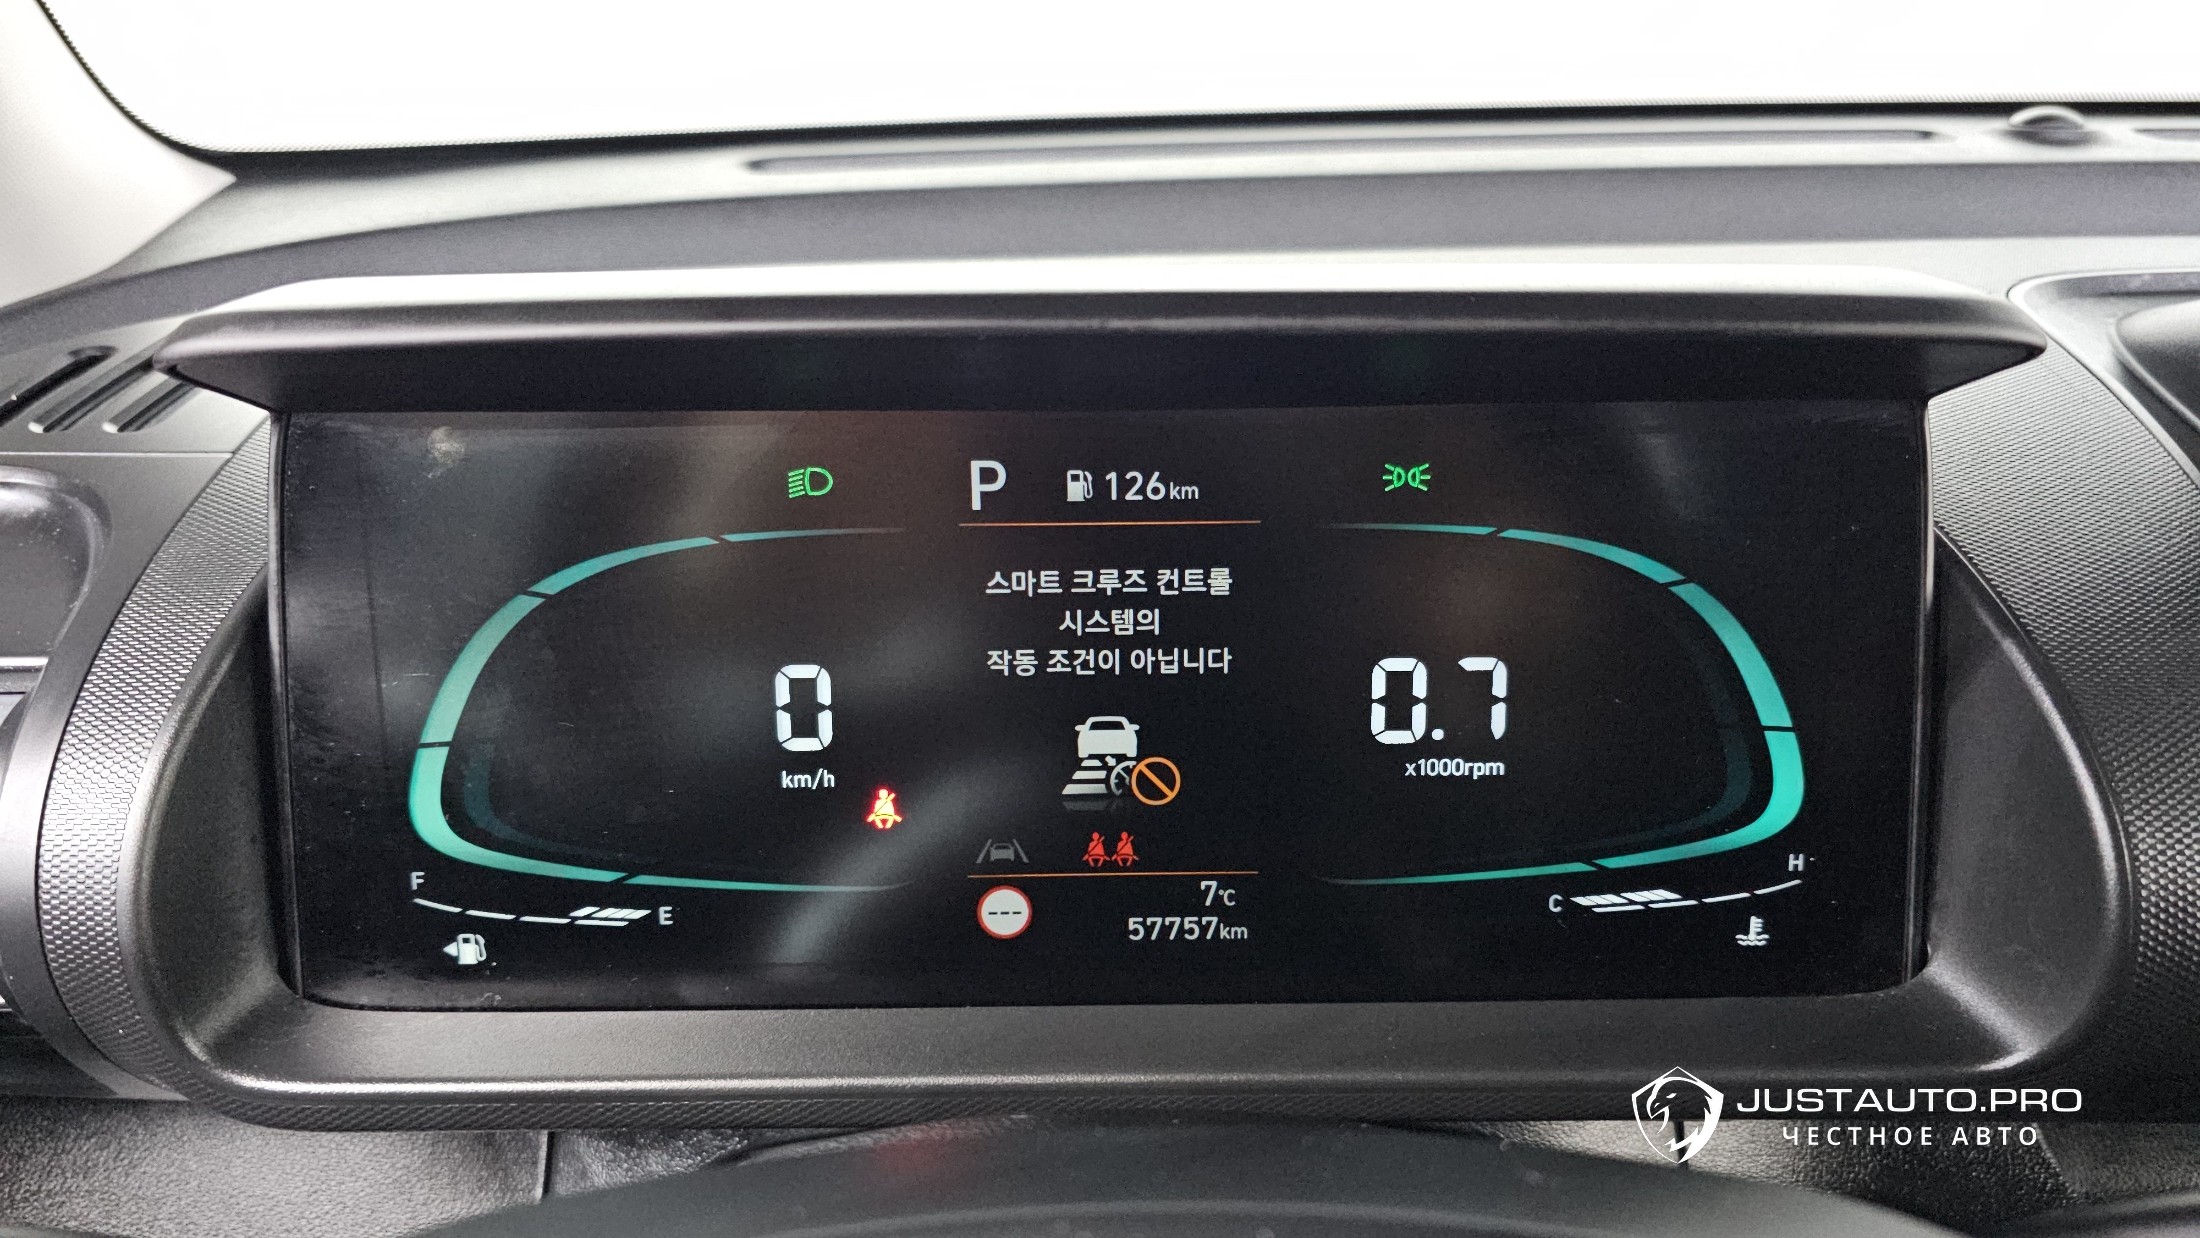 P 126km
스마트 크루즈 컨트롤
시스템의
작동 조건이 아닙니다
0
km/h
0.7
x1000rpm
F
E
---
7°C
57757km
C
H
JUSTAUTO.PRO
ЧЕСТНОЕ АВТО